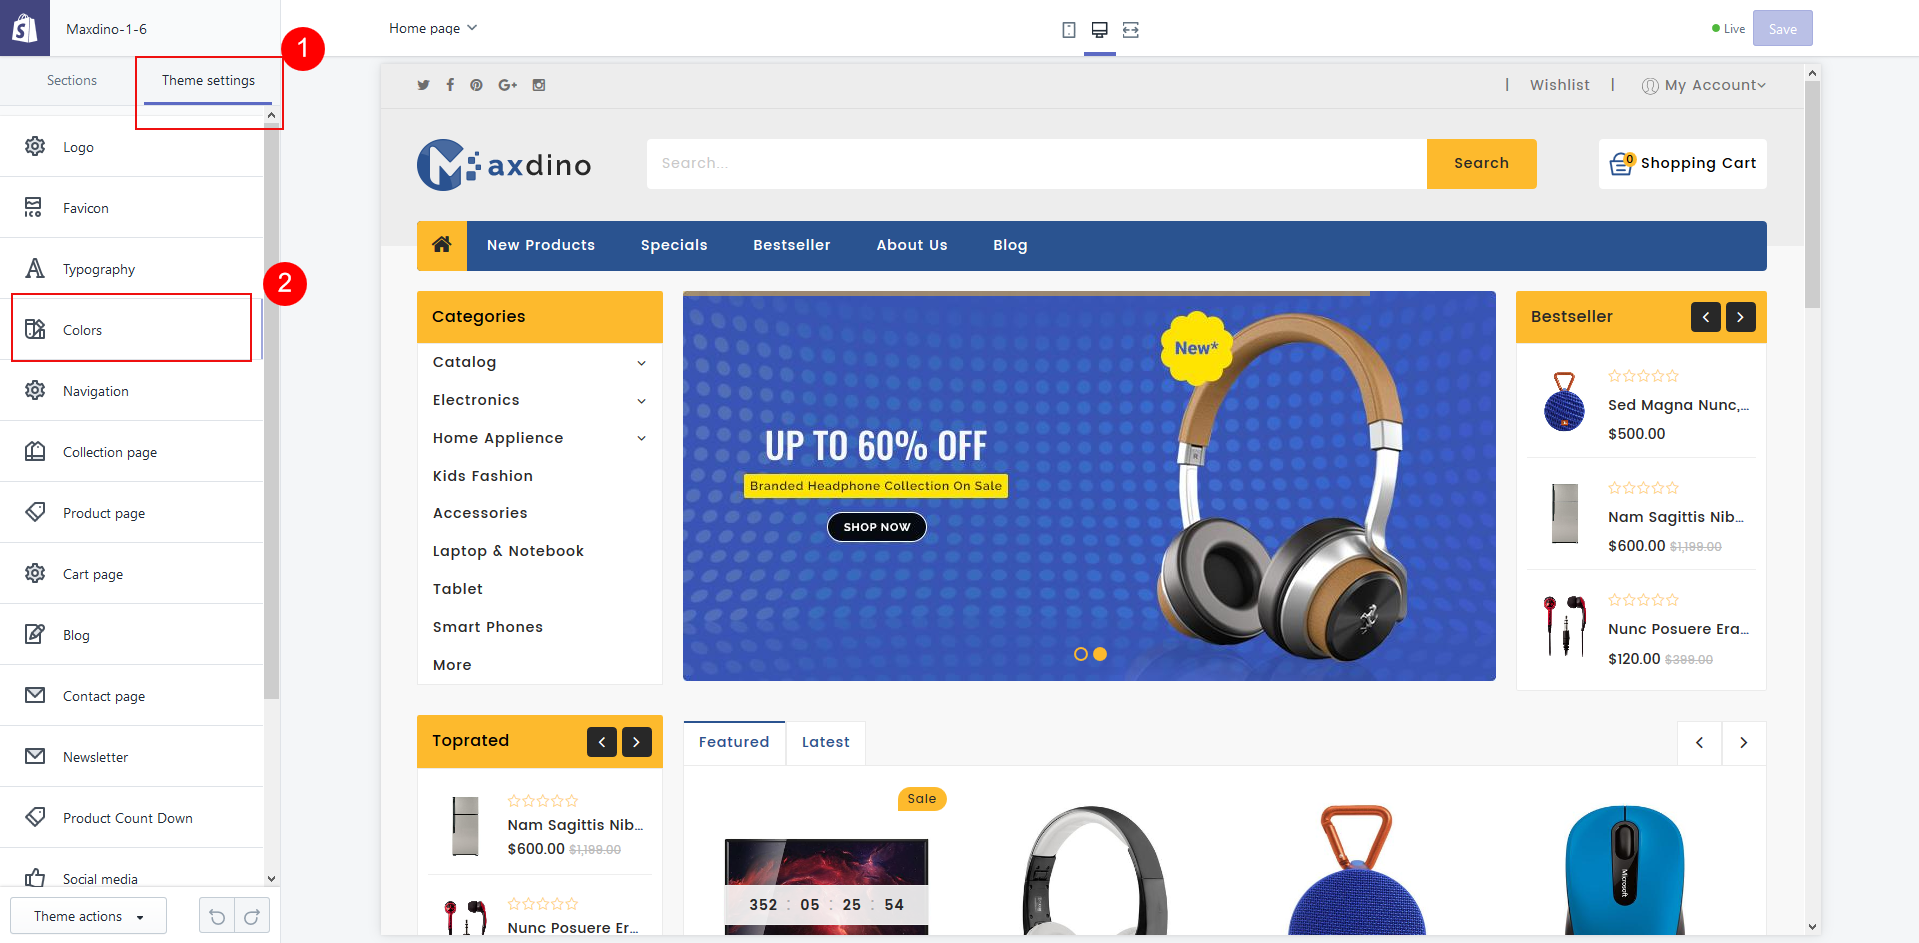 Maxdino-1-6
Home page
Live
Save
Sections
Theme settings
1
Logo
Favicon
Typography
2
Colors
Navigation
Collection page
Product page
Cart page
Blog
Contact page
Newsletter
Product Count Down
Social media
Theme actions
| Wishlist | My Account
Maxdino
Search...
Search
0 Shopping Cart
New Products Specials Bestseller About Us Blog
Categories
Catalog
Electronics
Home Applience
Kids Fashion
Accessories
Laptop & Notebook
Tablet
Smart Phones
More
New*
UP TO 60% OFF
Branded Headphone Collection On Sale
SHOP NOW
Bestseller
Sed Magna Nunc,...
$500.00
Nam Sagittis Nib...
$600.00 $1,199.00
Nunc Posuere Era...
$120.00 $399.00
Toprated
Nam Sagittis Nib...
$600.00 $1,199.00
Nunc Posuere Er...
Featured Latest
Sale
352 : 05 : 25 : 54
Microsoft